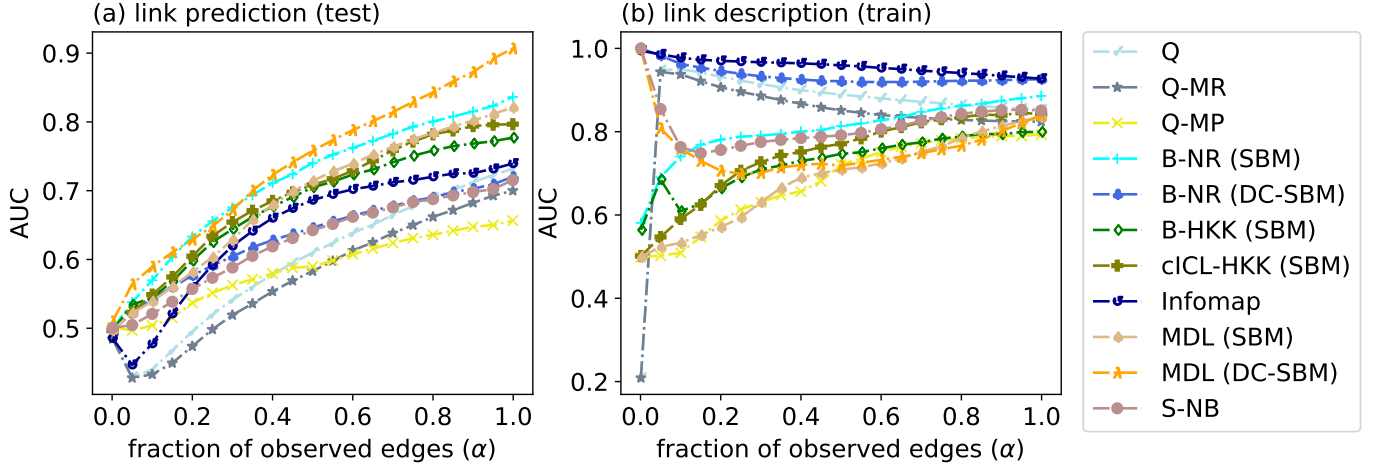 (a) link prediction (test)
AUC
0.9
0.8
0.7
0.6
0.5
0.0 0.2 0.4 0.6 0.8 1.0
fraction of observed edges (α)
(b) link description (train)
AUC
1.0
0.8
0.6
0.4
0.2
0.0 0.2 0.4 0.6 0.8 1.0
fraction of observed edges (α)
Q
Q-MR
Q-MP
B-NR (SBM)
B-NR (DC-SBM)
B-HKK (SBM)
cICL-HKK (SBM)
Infomap
MDL (SBM)
MDL (DC-SBM)
S-NB